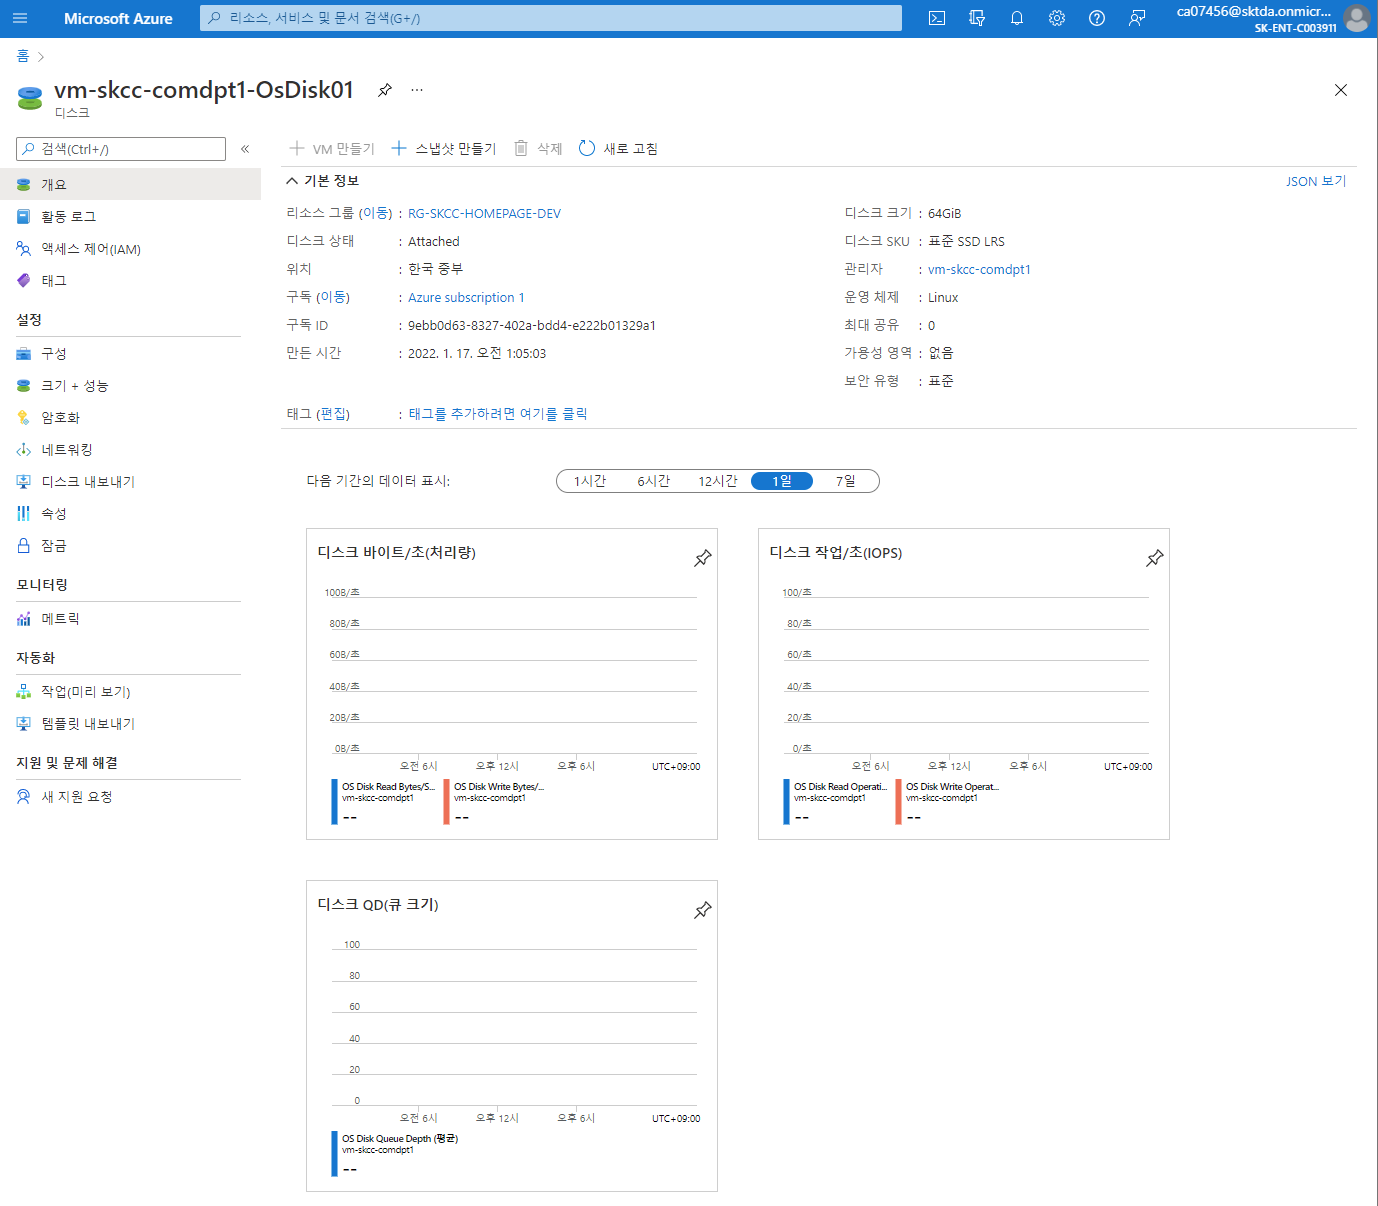 Microsoft Azure
리소스, 서비스 및 문서 검색(G+/)
ca07456@sktda.onmicr...
SK-ENT-C003911
홈
vm-skcc-comdpt1-OsDisk01
디스크
검색(Ctrl+/)
VM 만들기
스냅샷 만들기
삭제
새로 고침
개요
활동 로그
액세스 제어(IAM)
태그
설정
구성
크기 + 성능
암호화
네트워킹
디스크 내보내기
속성
잠금
모니터링
메트릭
자동화
작업(미리 보기)
템플릿 내보내기
지원 및 문제 해결
새 지원 요청
기본 정보
JSON 보기
리소스 그룹 (이동) : RG-SKCC-HOMEPAGE-DEV
디스크 상태 : Attached
위치 : 한국 중부
구독 (이동) : Azure subscription 1
구독 ID : 9ebb0d63-8327-402a-bdd4-e222b01329a1
만든 시간 : 2022. 1. 17. 오전 1:05:03
디스크 크기 : 64GiB
디스크 SKU : 표준 SSD LRS
관리자 : vm-skcc-comdpt1
운영 체제 : Linux
최대 공유 : 0
가용성 영역 : 없음
보안 유형 : 표준
태그 (편집) : 태그를 추가하려면 여기를 클릭
다음 기간의 데이터 표시:
1시간 6시간 12시간 1일 7일
디스크 바이트/초(처리량)
100B/초
80B/초
60B/초
40B/초
20B/초
0B/초
오전 6시 오후 12시 오후 6시 UTC+09:00
OS Disk Read Bytes/S...
vm-skcc-comdpt1
--
OS Disk Write Bytes/...
vm-skcc-comdpt1
--
디스크 작업/초(IOPS)
100/초
80/초
60/초
40/초
20/초
0/초
오전 6시 오후 12시 오후 6시 UTC+09:00
OS Disk Read Operati...
vm-skcc-comdpt1
--
OS Disk Write Operat...
vm-skcc-comdpt1
--
디스크 QD(큐 크기)
100
80
60
40
20
0
오전 6시 오후 12시 오후 6시 UTC+09:00
OS Disk Queue Depth (평균)
vm-skcc-comdpt1
--